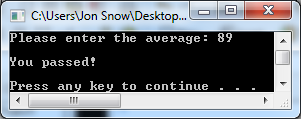 C:\Users\Jon Snow\Desktop...
Please enter the average: 89
You passed!
Press any key to continue . . .